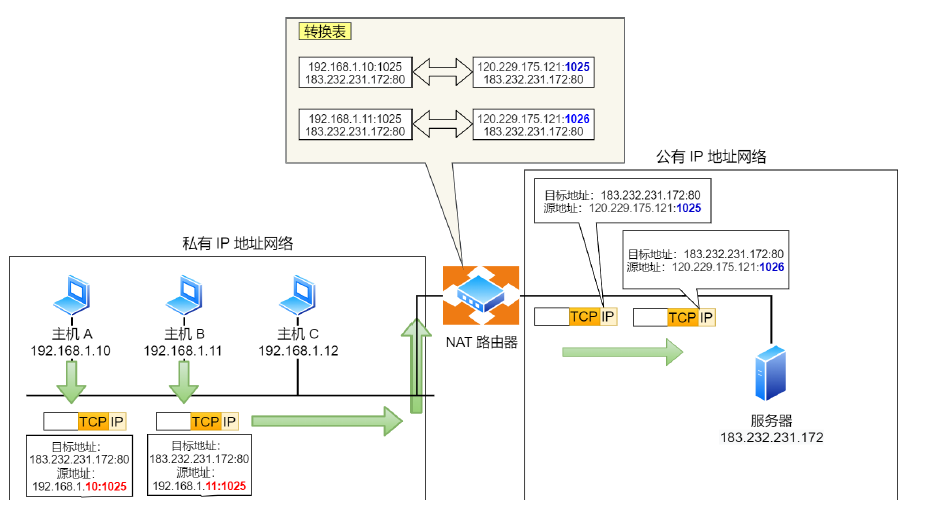 转换表
192.168.1.10:1025
183.232.231.172:80
120.229.175.121:1025
183.232.231.172:80
192.168.1.11:1025
183.232.231.172:80
120.229.175.121:1026
183.232.231.172:80
公有 IP 地址网络
目标地址：183.232.231.172:80
源地址：120.229.175.121:1025
目标地址：183.232.231.172:80
源地址：120.229.175.121:1026
私有 IP 地址网络
主机 A
192.168.1.10
主机 B
192.168.1.11
主机 C
192.168.1.12
NAT 路由器
TCP IP
TCP IP
服务器
183.232.231.172
TCP IP
TCP IP
目标地址：
183.232.231.172:80
源地址：
192.168.1.10:1025
目标地址：
183.232.231.172:80
源地址：
192.168.1.11:1025